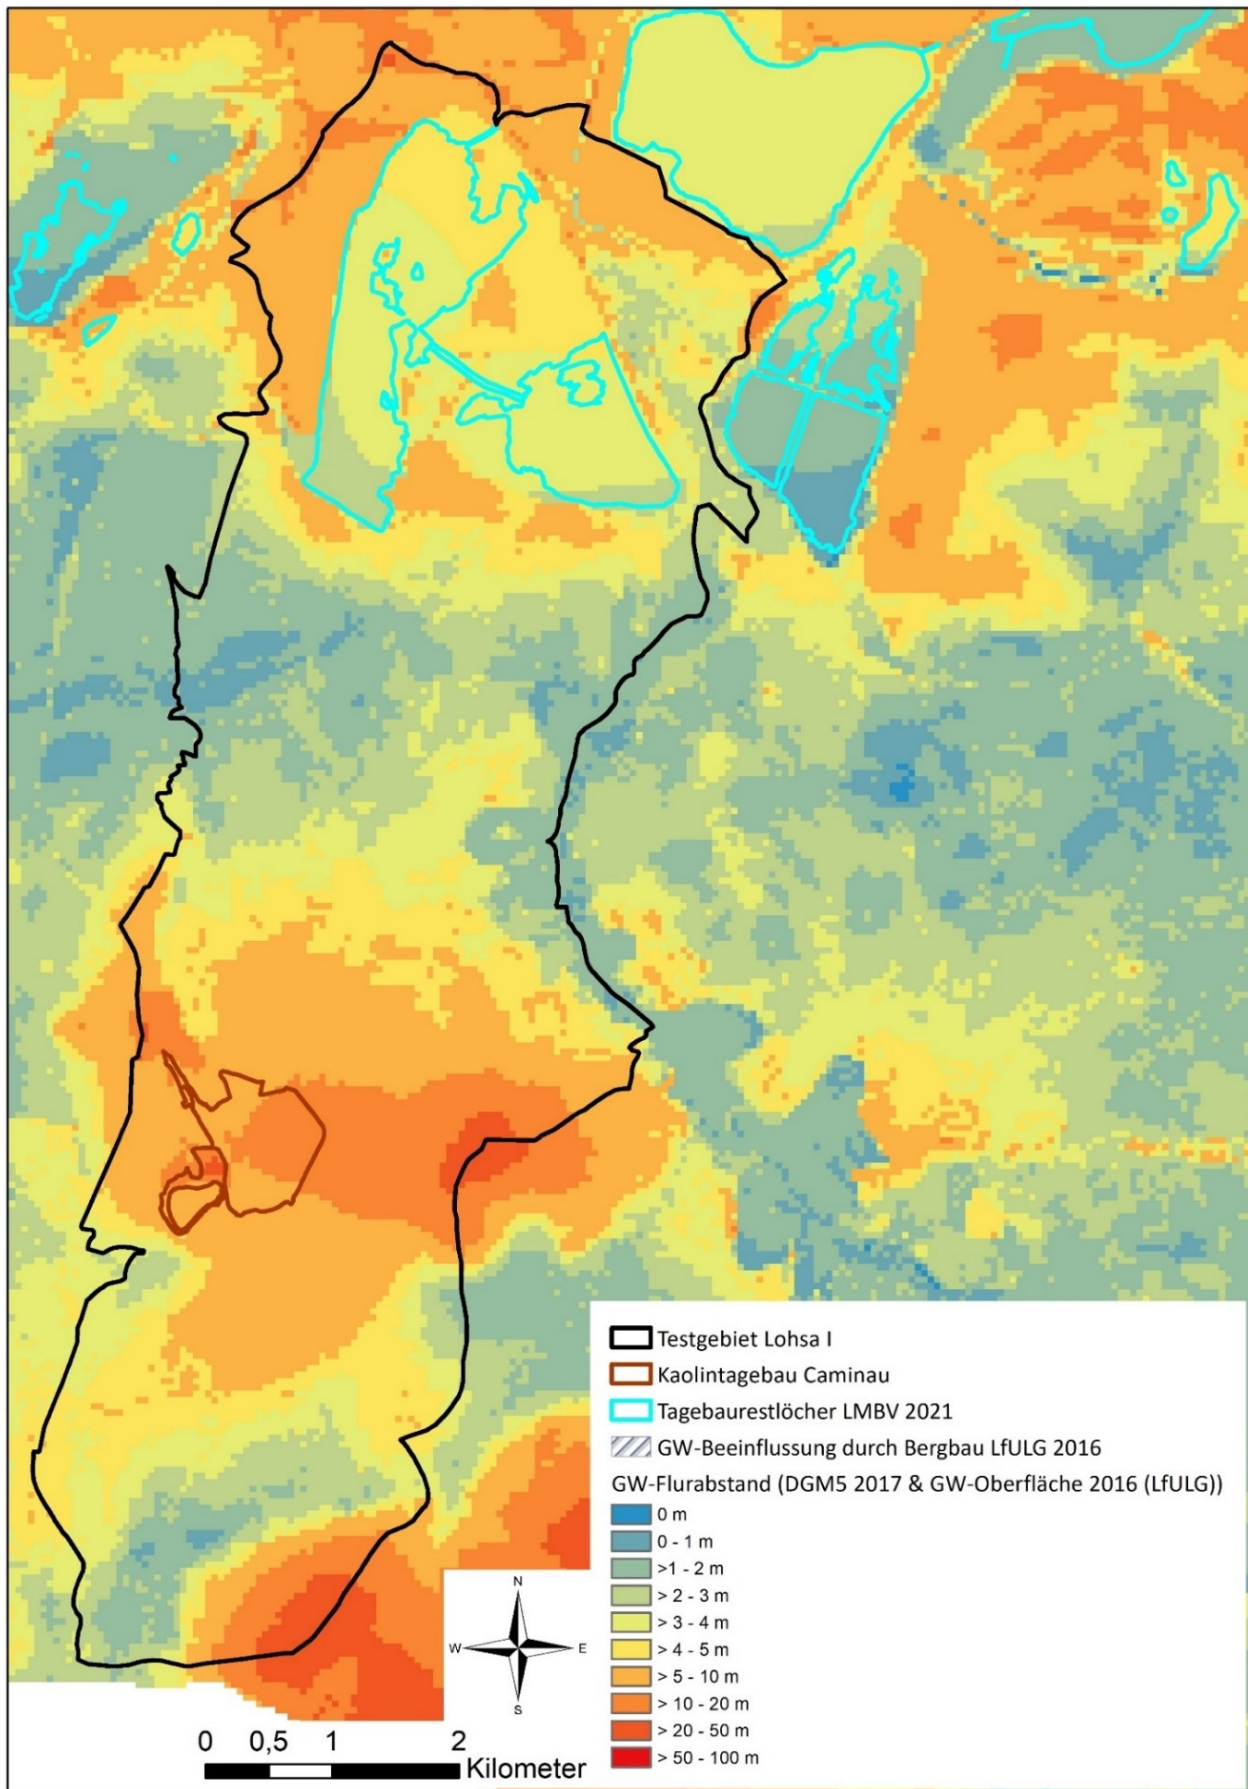 Testgebiet Lohsa I
Kaolintagebau Caminau
Tagebaurestlöcher LMBV 2021
GW-Beeinflussung durch Bergbau LfULG 2016
GW-Flurabstand (DGM5 2017 & GW-Oberfläche 2016 (LfULG))
0 m
0 - 1 m
>1 - 2 m
> 2 - 3 m
> 3 - 4 m
> 4 - 5 m
> 5 - 10 m
> 10 - 20 m
> 20 - 50 m
> 50 - 100 m
N
W E
S
0 0,5 1 2
Kilometer